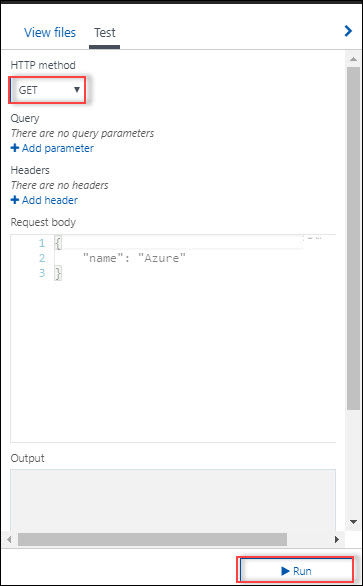 View files Test
HTTP method
GET
Query
There are no query parameters
+ Add parameter
Headers
There are no headers
+ Add header
Request body
1 {
2 "name": "Azure"
3 }
Output
Run